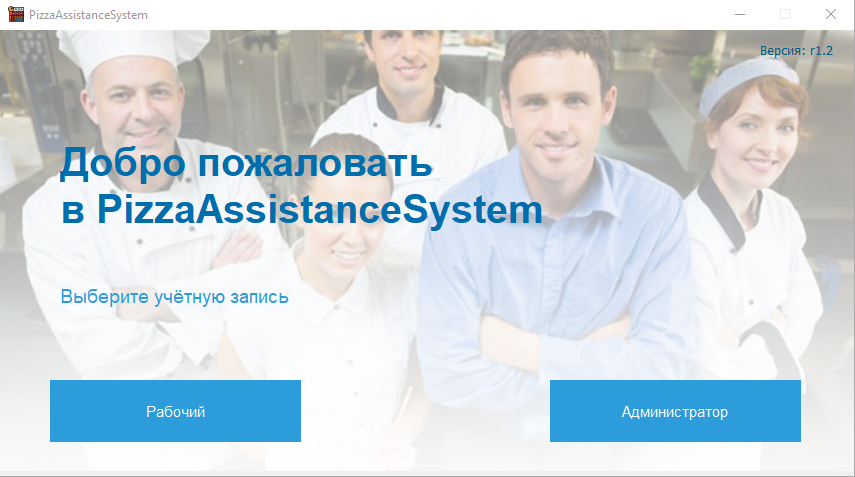 PizzaAssistanceSystem
Версия: r1.2
Добро пожаловать
в PizzaAssistanceSystem
Выберите учётную запись
Рабочий
Администратор